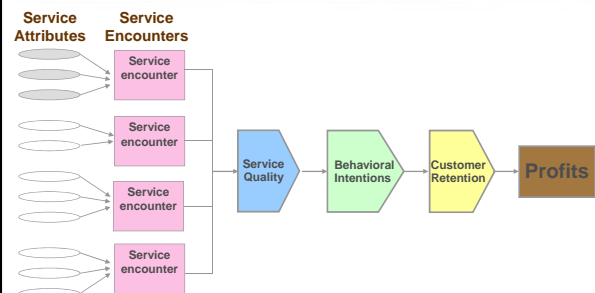 Service Attributes
Service Encounters
Service
encounter
Service
encounter
Service
encounter
Service
encounter
Service
Quality
Behavioral
Intentions
Customer
Retention
Profits